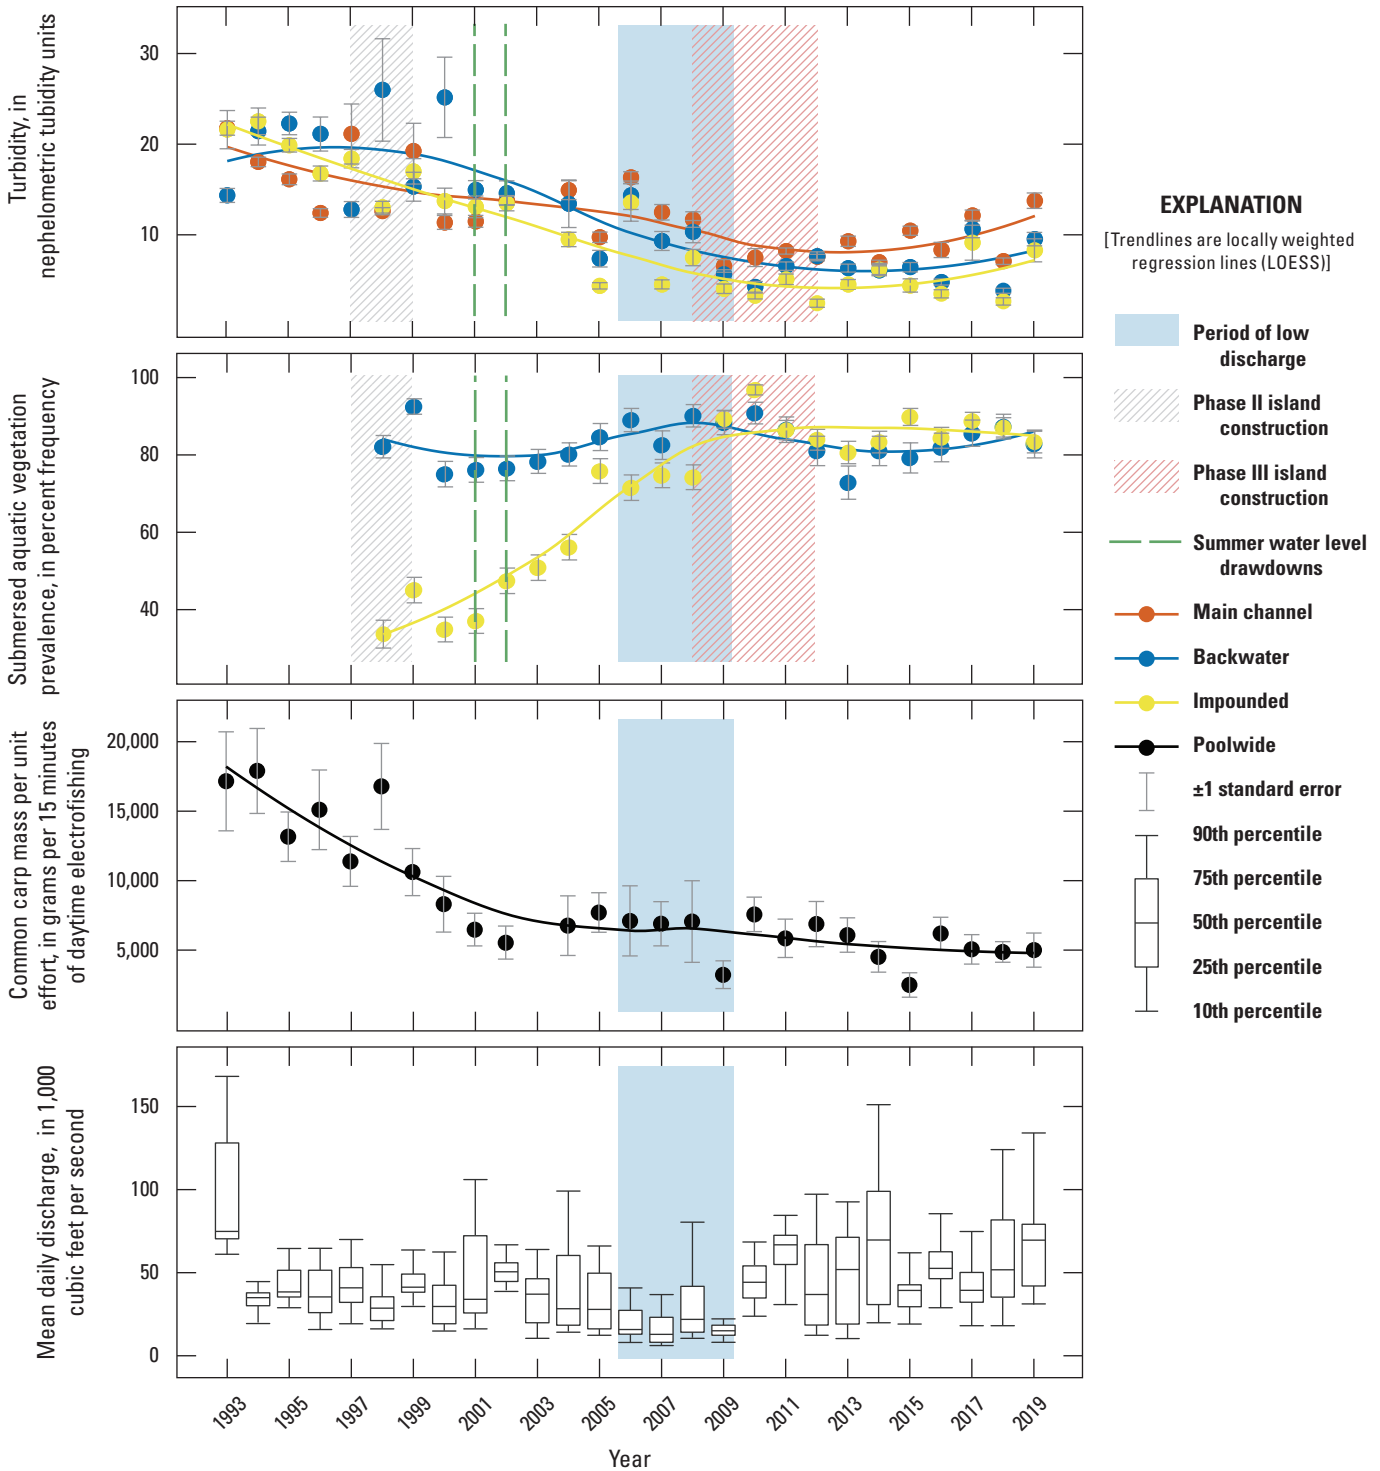 Turbidity, in
nephelometric tubidity units
30
20
10
Submersed aquatic vegetation
prevalence, in percent frequency
100
80
60
40
Common carp mass per unit
effort, in grams per 15 minutes
of daytime electrofishing
20,000
15,000
10,000
5,000
Mean daily discharge, in 1,000
cubic feet per second
150
100
50
0
1993
1995
1997
1999
2001
2003
2005
2007
2009
2011
2013
2015
2017
2019
Year
EXPLANATION
[Trendlines are locally weighted
regression lines (LOESS)]
Period of low
discharge
Phase II island
construction
Phase III island
construction
Summer water level
drawdowns
Main channel
Backwater
Impounded
Poolwide
±1 standard error
90th percentile
75th percentile
50th percentile
25th percentile
10th percentile